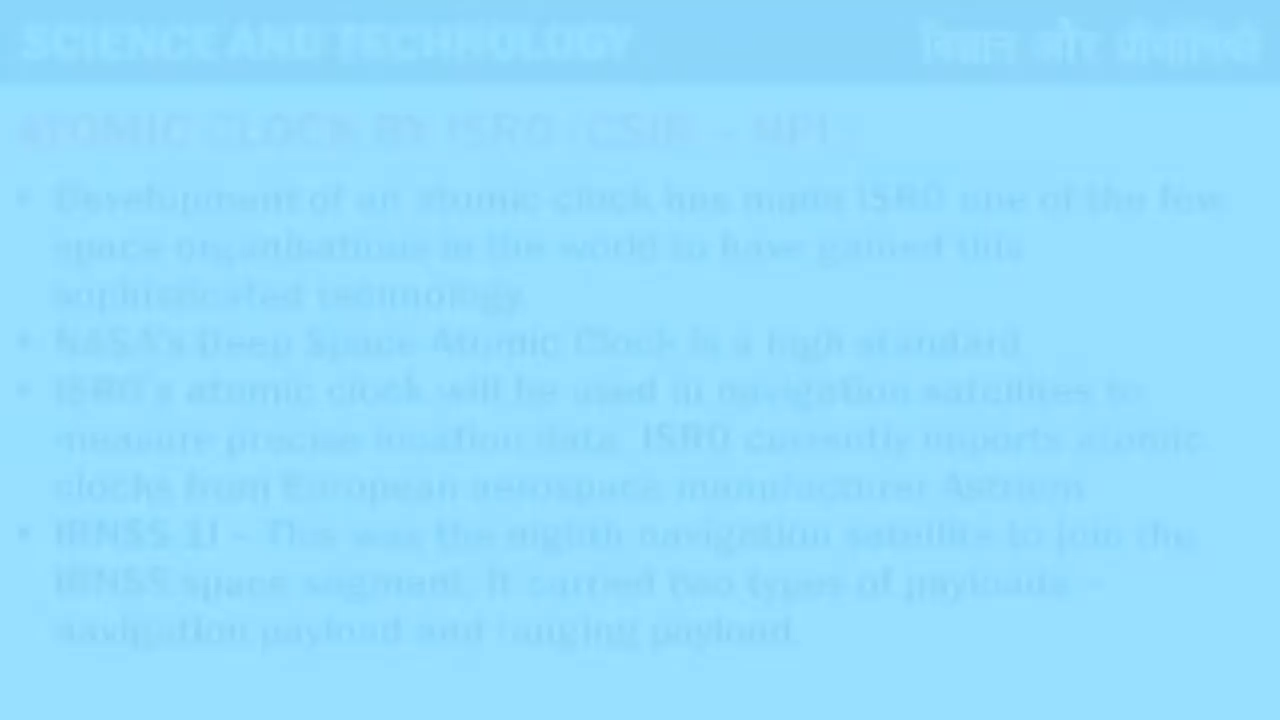 SCIENCE AND TECHNOLOGY
विज्ञान और प्रौद्योगिकी
ATOMIC CLOCK BY ISRO (CSIR – NPL)
• Development of an atomic clock has made ISRO one of the few
space organisations in the world to have gained this
sophisticated technology.
• NASA's Deep Space Atomic Clock is a high standard
• ISRO's atomic clock will be used in navigation satellites to
measure precise location data. ISRO currently imports atomic
clocks from European aerospace manufacturer Astrium
• IRNSS 1I – This was the eighth navigation satellite to join the
IRNSS space segment; it carried two types of payloads –
navigation payload and ranging payload.